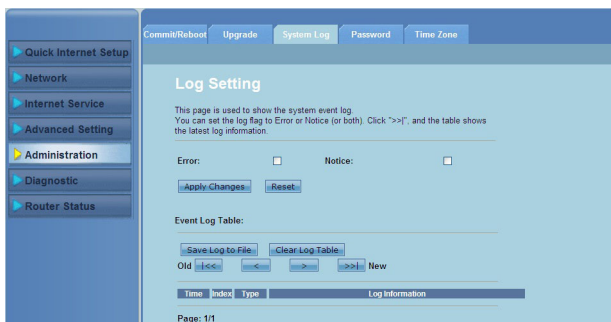 Commit/Reboot Upgrade System Log Password Time Zone
Quick Internet Setup
Network
Internet Service
Advanced Setting
Administration
Diagnostic
Router Status
Log Setting
This page is used to show the system event log.
You can set the log flag to Error or Notice (or both). Click ">>|", and the table shows
the latest log information.
Error: Notice:
Apply Changes Reset
Event Log Table:
Save Log to File Clear Log Table
Old |<< < > >>| New
Time Index Type Log Information
Page: 1/1